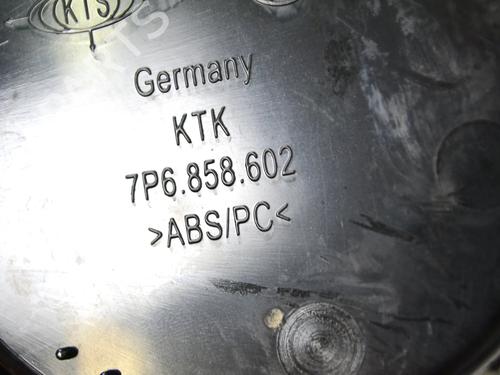 KTS
Germany
KTK
7P6.858.602
>ABS/PC<